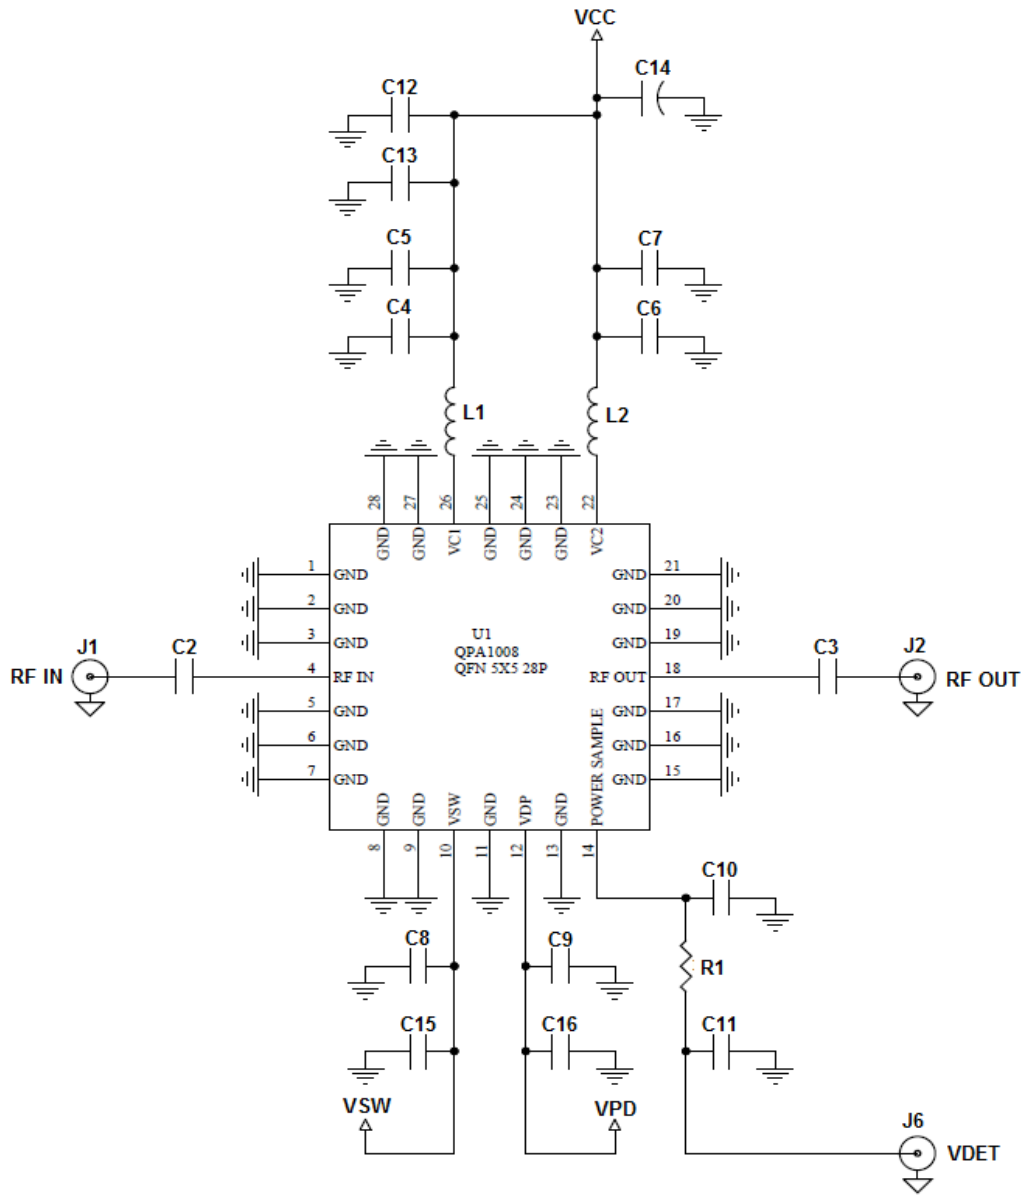 VCC
C14
C12
C13
C5
C7
C4
C6
L1
L2
28
27
26
25
24
23
22
GND
GND
VC1
GND
GND
GND
VC2
1
GND
GND
21
2
GND
GND
20
3
GND
GND
19
U1
QPA1008
QFN 5X5 28P
RF IN
J1
C2
4
RF IN
RF OUT
18
C3
J2
RF OUT
5
GND
GND
17
6
GND
GND
16
7
GND
GND
15
GND
GND
VSW
GND
VDP
GND
POWER SAMPLE
8
9
10
11
12
13
14
C10
C8
C9
R1
C15
C16
C11
VSW
VPD
J6
VDET